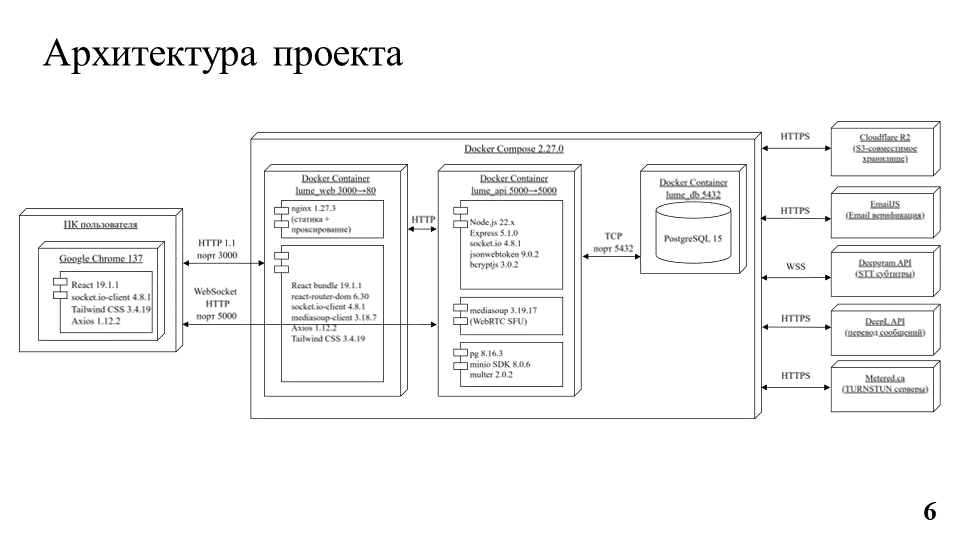 Архитектура проекта
ПК пользователя
Google Chrome 137
React 19.1.1
socket.io-client 4.8.1
Tailwind CSS 3.4.19
Axios 1.12.2
HTTP 1.1
порт 3000
WebSocket
HTTP
порт 5000
Docker Compose 2.27.0
Docker Container
lume_web 3000→80
nginx 1.27.3
(статика +
проксирование)
React bundle 19.1.1
react-router-dom 6.30
socket.io-client 4.8.1
mediasoup-client 3.18.7
Axios 1.12.2
Tailwind CSS 3.4.19
HTTP
Docker Container
lume_api 5000→5000
Node.js 22.x
Express 5.1.0
socket.io 4.8.1
jsonwebtoken 9.0.2
bcryptjs 3.0.2
mediasoup 3.19.17
(WebRTC SFU)
pg 8.16.3
minio SDK 8.0.6
multer 2.0.2
TCP
порт 5432
Docker Container
lume_db 5432
PostgreSQL 15
HTTPS
Cloudflare R2
(S3-совместимое
хранилище)
HTTPS
EmailJS
(Email верификация)
WSS
Deepgram API
(STT субтитры)
HTTPS
DeepL API
(перевод сообщений)
HTTPS
Metered.ca
(TURNSTUN серверы)
6